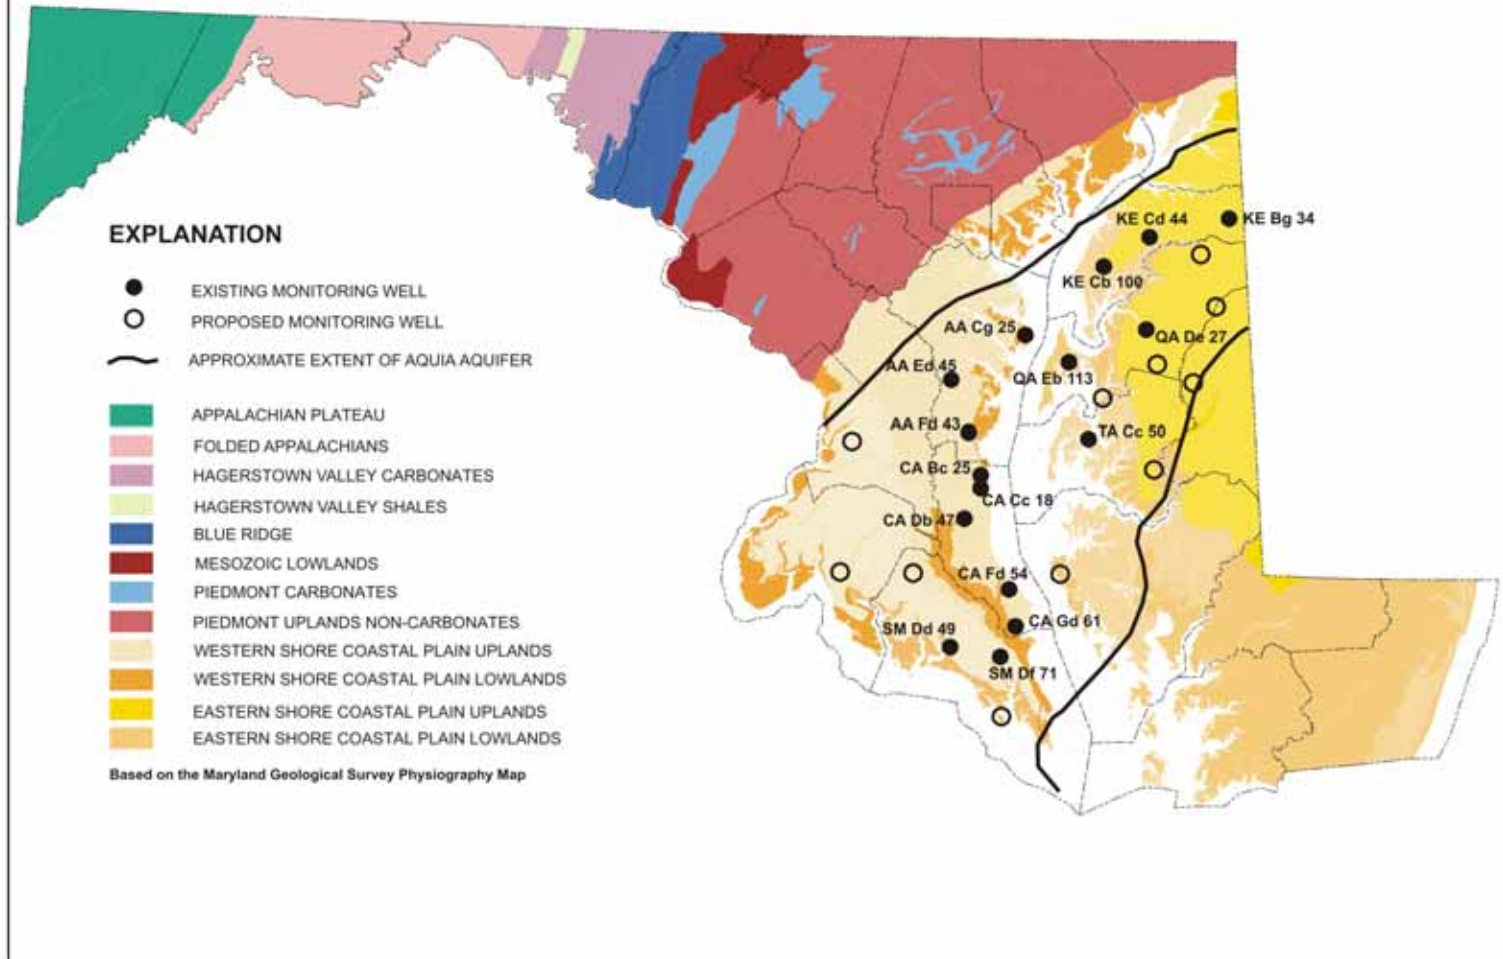 EXPLANATION
EXISTING MONITORING WELL
PROPOSED MONITORING WELL
APPROXIMATE EXTENT OF AQUIA AQUIFER
APPALACHIAN PLATEAU
FOLDED APPALACHIANS
HAGERSTOWN VALLEY CARBONATES
HAGERSTOWN VALLEY SHALES
BLUE RIDGE
MESOZOIC LOWLANDS
PIEDMONT CARBONATES
PIEDMONT UPLANDS NON-CARBONATES
WESTERN SHORE COASTAL PLAIN UPLANDS
WESTERN SHORE COASTAL PLAIN LOWLANDS
EASTERN SHORE COASTAL PLAIN UPLANDS
EASTERN SHORE COASTAL PLAIN LOWLANDS
Based on the Maryland Geological Survey Physiography Map
KE Cd 44
KE Bg 34
KE Cb 100
AA Cg 25
QA De 27
AA Ed 45
QA Eb 113
AA Fd 43
TA Cc 50
CA Bc 25
CA Cc 18
CA Db 47
CA Fd 54
CA Gd 61
SM Dd 49
SM Df 71